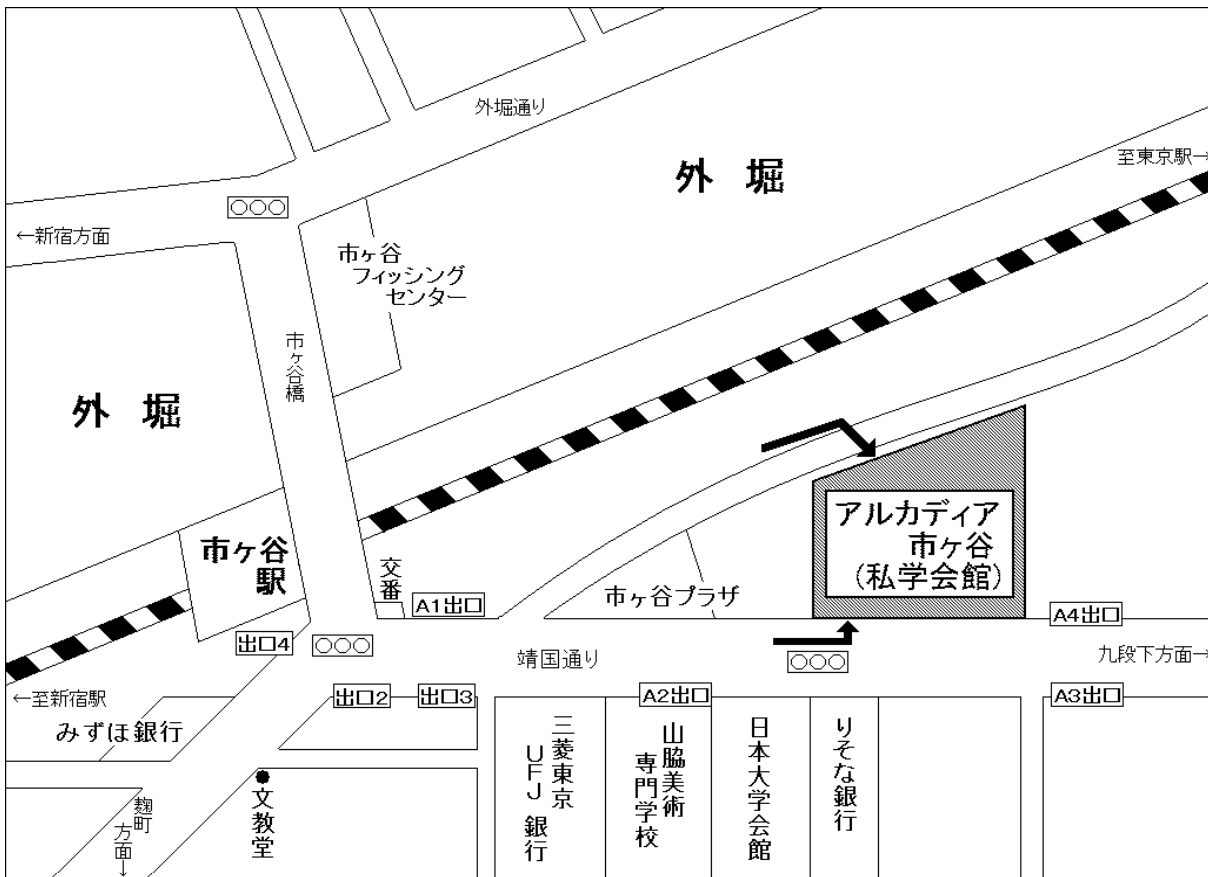 外堀通り
外 堀
至東京駅→
←新宿方面
市ヶ谷
フィッシング
センター
市ヶ谷橋
外 堀
アルカディア
市ヶ谷
(私学会館)
市ヶ谷
駅
交番
A1出口
市ヶ谷プラザ
A4出口
出口4
靖国通り
九段下方面→
←至新宿駅
出口2
出口3
A2出口
A3出口
みずほ銀行
三菱東京
UFJ 銀行
山脇美術
専門学校
日本大学会館
りそな銀行
文教堂
麹町
方面→